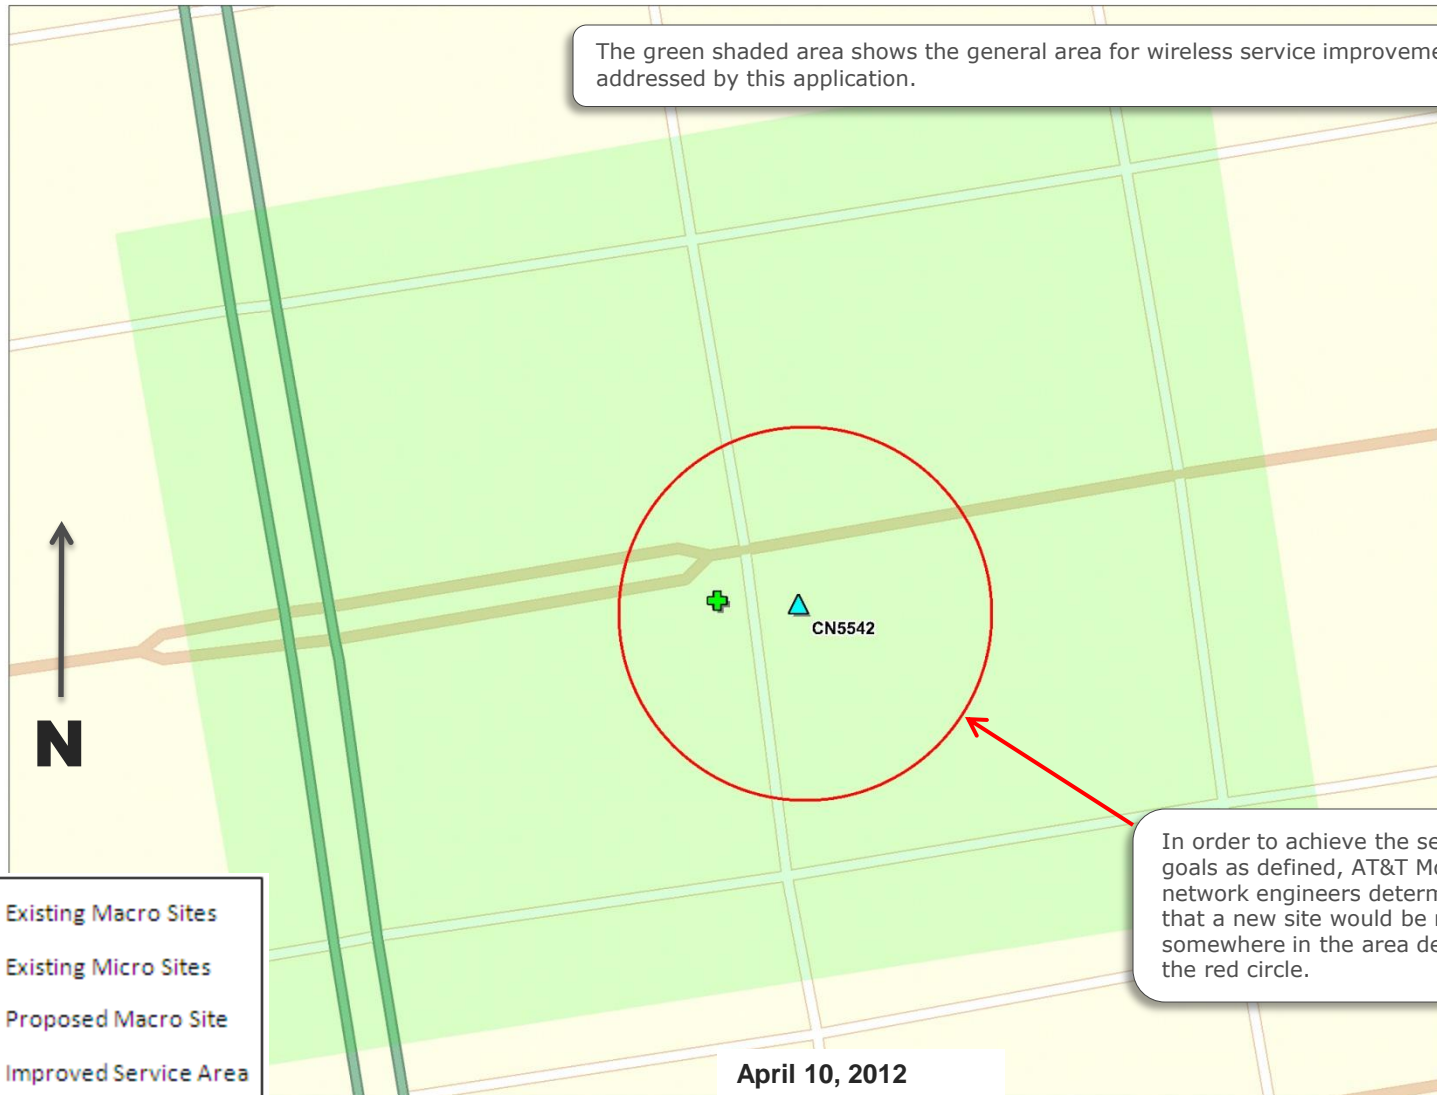 The green shaded area shows the general area for wireless service improveme
addressed by this application.
CN5542
N
In order to achieve the se
goals as defined, AT&T Mo
network engineers determ
that a new site would be
somewhere in the area de
the red circle.
Existing Macro Sites
Existing Micro Sites
Proposed Macro Site
Improved Service Area
April 10, 2012